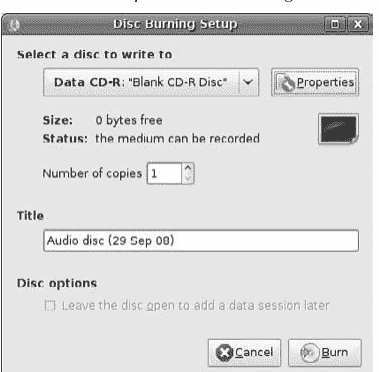 Disc Burning Setup
Select a disc to write to
Data CD-R: "Blank CD-R Disc"
Properties
Size: 0 bytes free
Status: the medium can be recorded
Number of copies 1
Title
Audio disc (29 Sep 08)
Disc options
Leave the disc open to add a data session later
Cancel Burn